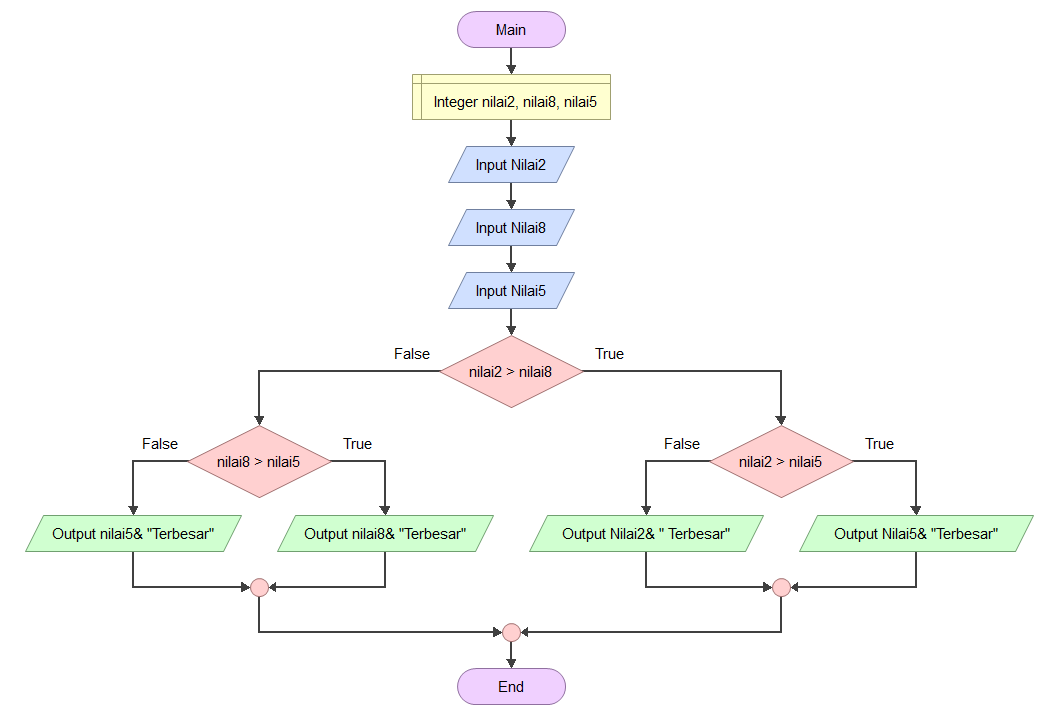 Main
Integer nilai2, nilai8, nilai5
Input Nilai2
Input Nilai8
Input Nilai5
False
True
nilai2 > nilai8
False
True
False
True
nilai8 > nilai5
nilai2 > nilai5
Output nilai5& "Terbesar"
Output nilai8& "Terbesar"
Output Nilai2& " Terbesar"
Output Nilai5& "Terbesar"
End